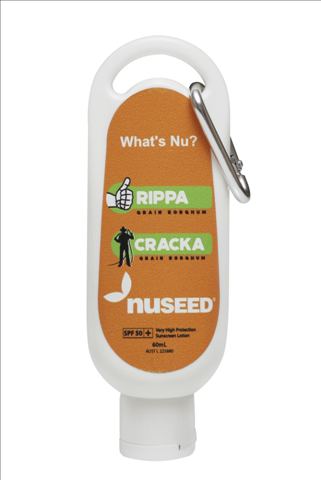 What's Nu?
RIPPA
GRAIN SORGHUM
CRACKA
GRAIN SORGHUM
nuseed®
SPF 50 + Very High Protection
Sunscreen Lotion
60mL